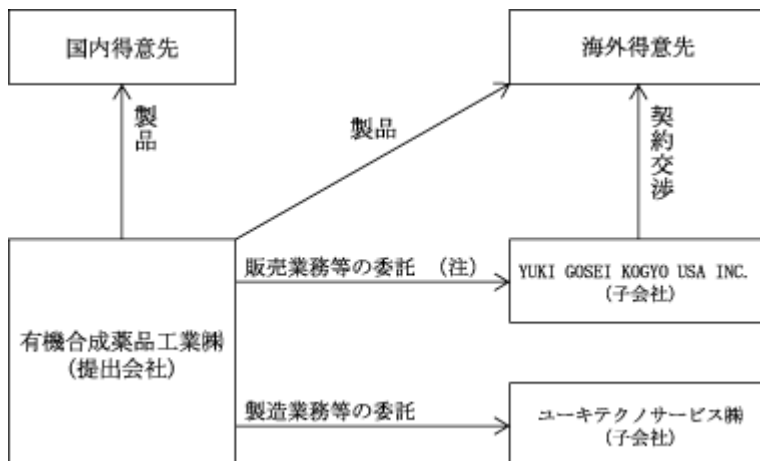 国内得意先
海外得意先
製品
製品
契約交渉
販売業務等の委託 (注)
YUKI GOSEI KOGYO USA INC.
(子会社)
有機合成薬品工業㈱
(提出会社)
製造業務等の委託
ユーキテクノサービス㈱
(子会社)